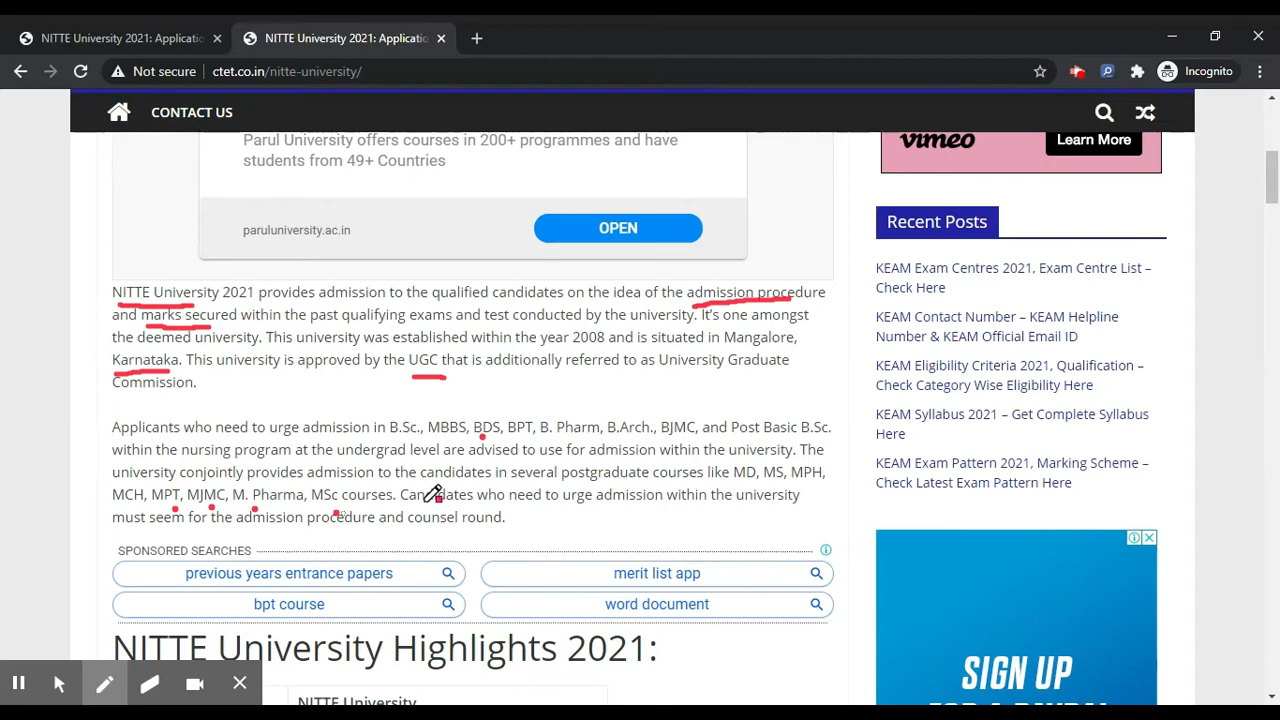 NITTE University 2021: Applicatio
NITTE University 2021: Applicatio
Not secure
ctet.co.in/nitte-university/
Incognito
CONTACT US
Parul University offers courses in 200+ programmes and have
students from 49+ Countries
paruluniversity.ac.in
OPEN
NITTE University 2021 provides admission to the qualified candidates on the idea of the admission procedure
and marks secured within the past qualifying exams and test conducted by the university. It's one amongst
the deemed university. This university was established within the year 2008 and is situated in Mangalore,
Karnataka. This university is approved by the UGC that is additionally referred to as University Graduate
Commission.
Applicants who need to urge admission in B.Sc., MBBS, BDS, BPT, B. Pharm, B.Arch., BJMC, and Post Basic B.Sc.
within the nursing program at the undergrad level are advised to use for admission within the university. The
university conjointly provides admission to the candidates in several postgraduate courses like MD, MS, MPH,
MCH, MPT, MJMC, M. Pharma, MSc courses. Candidates who need to urge admission within the university
must seem for the admission procedure and counsel round.
SPONSORED SEARCHES
previous years entrance papers
merit list app
bpt course
word document
NITTE University Highlights 2021:
NITTE University
vimeo
Learn More
Recent Posts
KEAM Exam Centres 2021, Exam Centre List –
Check Here
KEAM Contact Number – KEAM Helpline
Number & KEAM Official Email ID
KEAM Eligibility Criteria 2021, Qualification –
Check Category Wise Eligibility Here
KEAM Syllabus 2021 – Get Complete Syllabus
Here
KEAM Exam Pattern 2021, Marking Scheme –
Check Latest Exam Pattern Here
SIGN UP